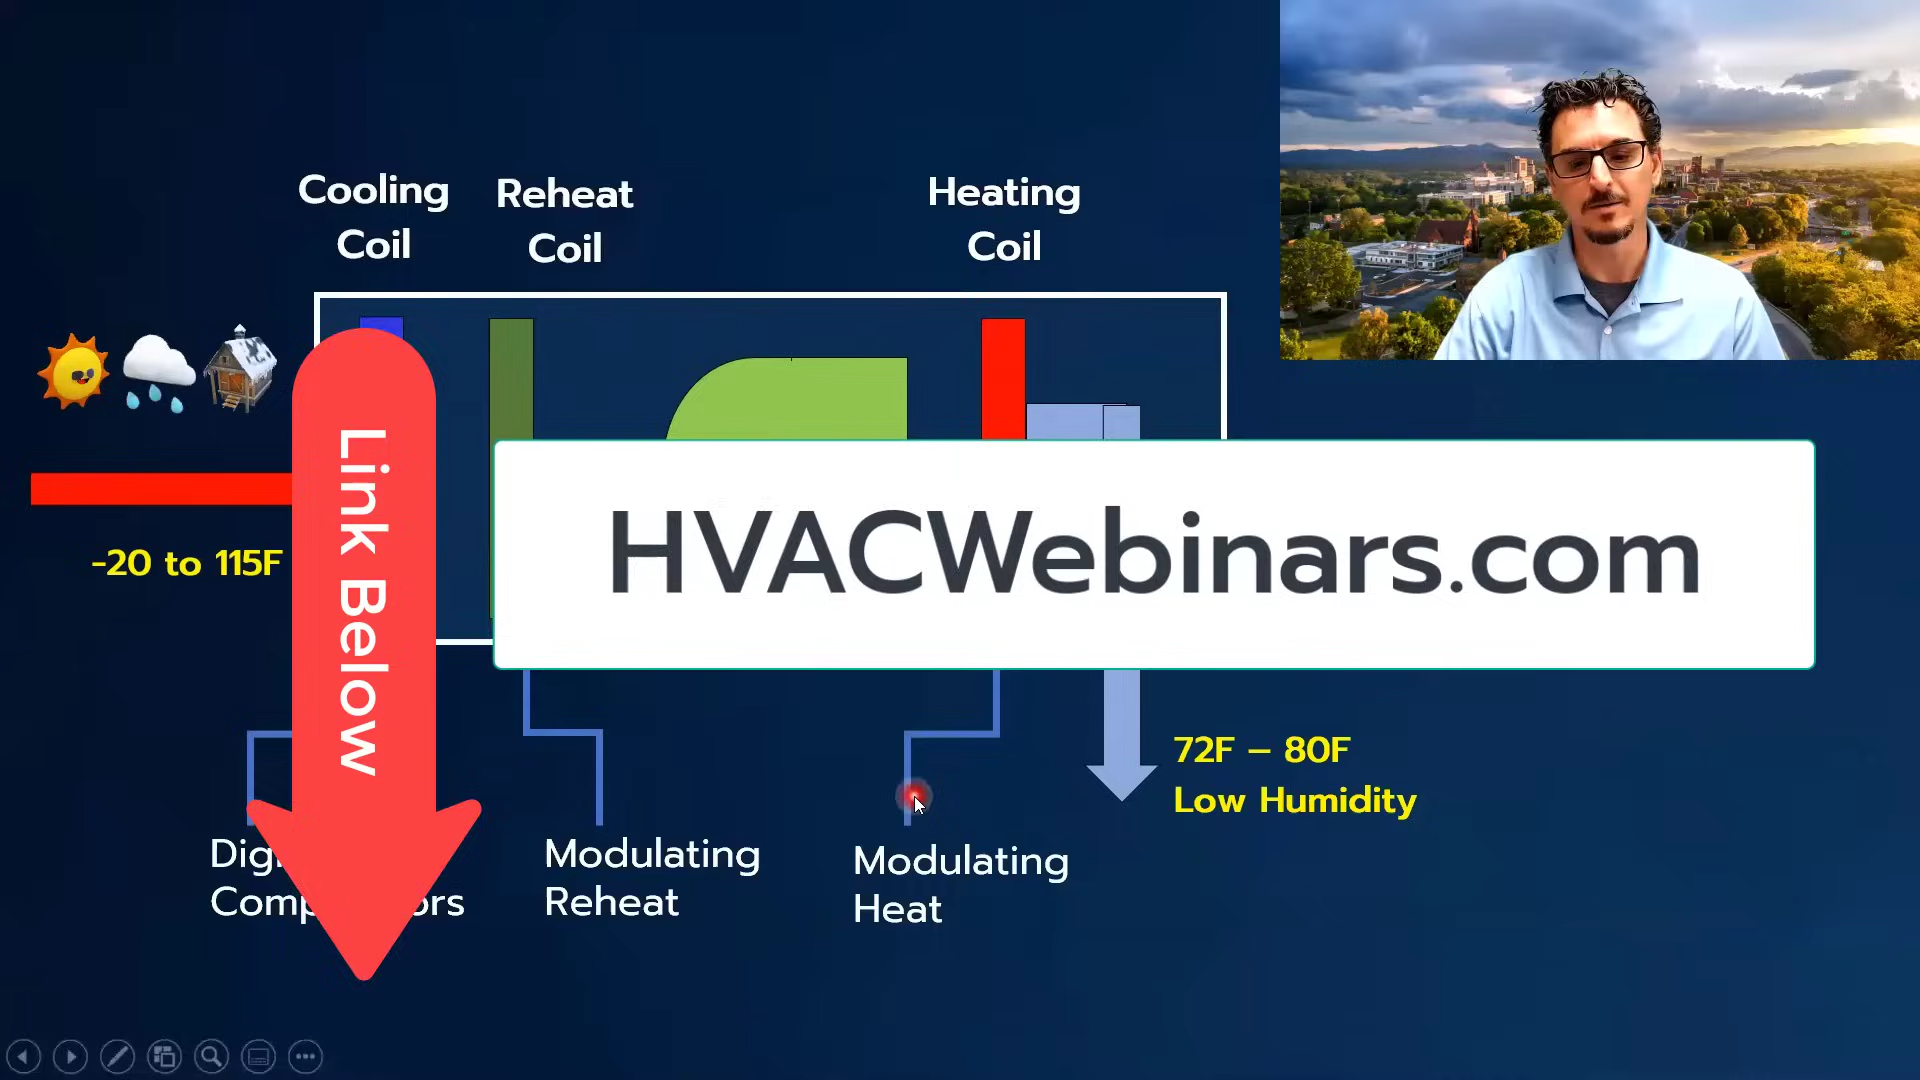 Cooling
Coil
Reheat
Coil
Heating
Coil
Link Below
-20 to 115F
HVACWebinars.com
72F – 80F
Low Humidity
Modulating
Reheat
Modulating
Heat